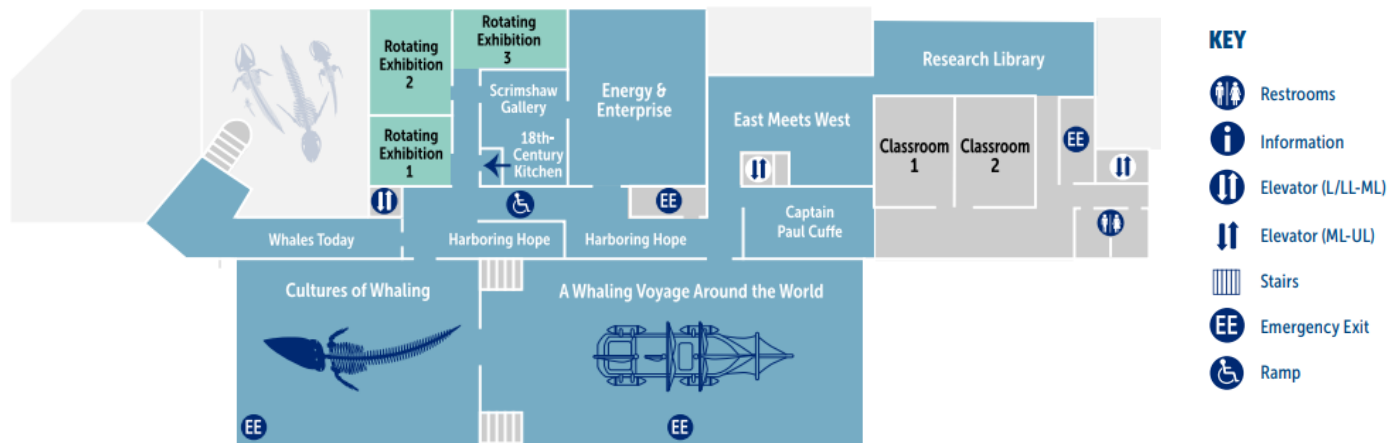 Rotating
Exhibition
2
Rotating
Exhibition
3
Scrimshaw
Gallery
18th-
Century
Kitchen
Energy &
Enterprise
East Meets West
Research Library
Rotating
Exhibition
1
Classroom
1
Classroom
2
EE
EE
Whales Today
Harboring Hope
Harboring Hope
Captain
Paul Cuffe
Cultures of Whaling
A Whaling Voyage Around the World
EE
EE
KEY
Restrooms
i
Information
Elevator (L/LL-ML)
Elevator (ML-UL)
Stairs
EE
Emergency Exit
Ramp